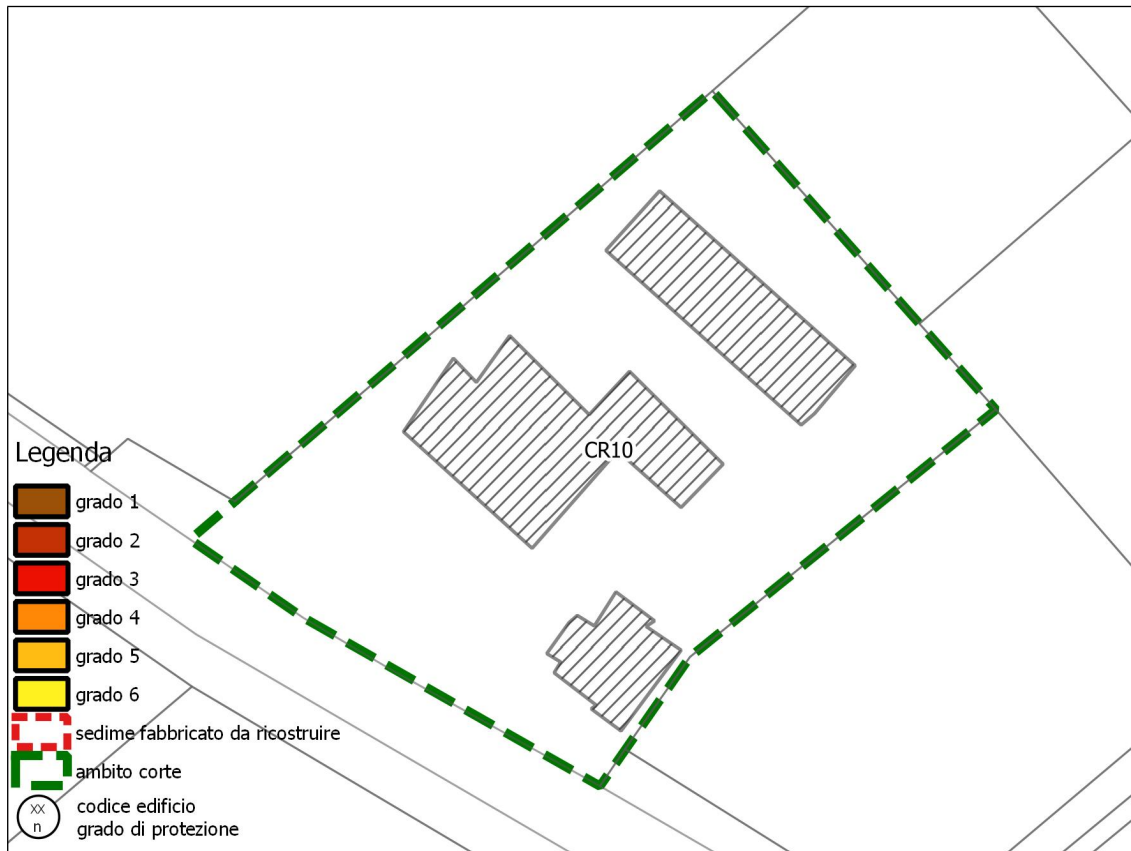 CR10
Legenda
grado 1
grado 2
grado 3
grado 4
grado 5
grado 6
sedime fabbricato da ricostruire
ambito corte
xx
n
codice edificio
grado di protezione